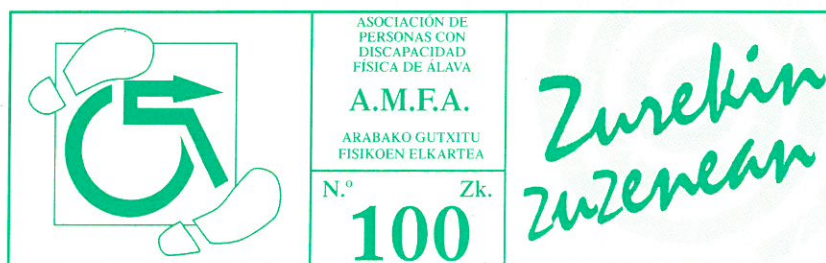 ASOCIACIÓN DE
PERSONAS CON
DISCAPACIDAD
FÍSICA DE ÁLAVA
A.M.F.A.
ARABAKO GUTXITU
FISIKOEN ELKARTEA
N.º Zk.
100
Zurekin
zuzenean